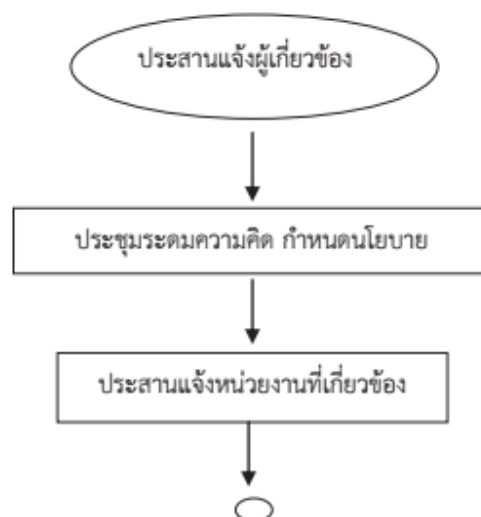 ประสานแจ้งผู้เกี่ยวข้อง
ประชุมระดมความคิด กำหนดนโยบาย
ประสานแจ้งหน่วยงานที่เกี่ยวข้อง